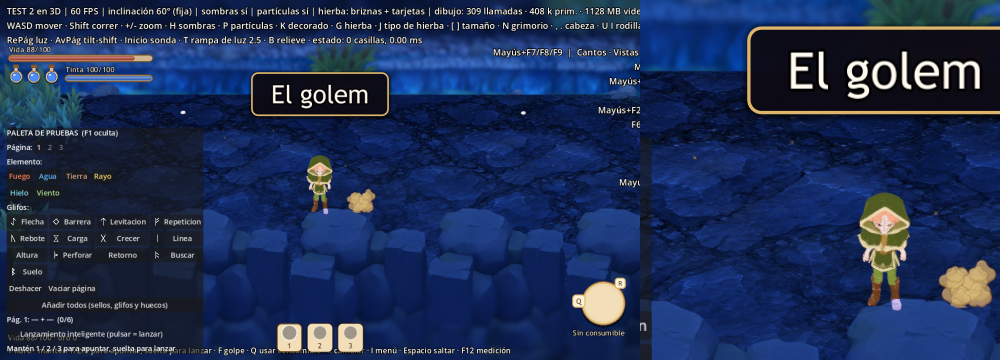 TEST 2 en 3D | 60 FPS | inclinación 60° (fija) | sombras sí | partículas sí | hierba: briznas + tarjetas | dibujo: 309 llamadas · 408 k prim. · 1128 MB vide
WASD mover · Shift correr · +/- zoom · H sombras · P partículas · K decorado · G hierba · J tipo de hierba · [ ] tamaño · N grimorio · , . cabeza · U I rodilla
RePág luz · AvPág tilt-shift · Inicio sonda · T rampa de luz 2.5 · B relieve · estado: 0 casillas, 0.00 ms
Vida 88/100
Mayús+F7/F8/F9 | Cantos · Vistas
Tinta 100/100
M
Mayús+
El golem
El golem
Mayús+F2
F6
PALETA DE PRUEBAS (F1 oculta)
Página: 1 2 3
Elemento:
Fuego Agua Tierra Rayo
Mayú
Hielo Viento
Glifos:
Flecha Barrera Levitacion Repeticion
Rebote Carga Crecer Linea
Altura Perforar Retorno Buscar
Suelo
Deshacer Vaciar página
Añadir todos (sellos, glifos y huecos)
Pág. 1: — + — (0/6)
Lanzamiento inteligente (pulsar = lanzar)
Mantén 1 / 2 / 3 para apuntar, suelta para lanzar
R
Q
Sin consumible
1 2 3
· F golpe · Q usar
· I menú · Espacio saltar · F12 medición
n